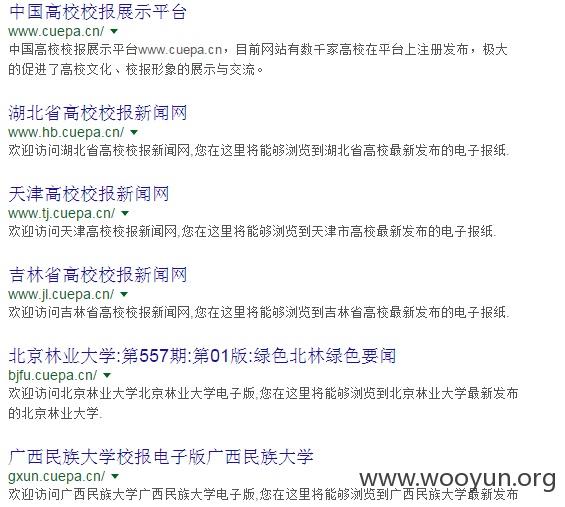 中国高校校报展示平台
www.cuepa.cn/
中国高校校报展示平台www.cuepa.cn，目前网站有数千家高校在平台上注册发布，极大
的促进了高校文化、校报形象的展示与交流。
湖北省高校校报新闻网
www.hb.cuepa.cn/
欢迎访问湖北省高校校报新闻网,您在这里将能够浏览到湖北省高校最新发布的电子报纸.
天津高校校报新闻网
www.tj.cuepa.cn/
欢迎访问天津高校校报新闻网,您在这里将能够浏览到天津市高校最新发布的电子报纸.
吉林省高校校报新闻网
www.jl.cuepa.cn/
欢迎访问吉林省高校校报新闻网,您在这里将能够浏览到吉林省高校最新发布的电子报纸.
北京林业大学:第557期:第01版:绿色北林绿色要闻
bjfu.cuepa.cn/
欢迎访问北京林业大学北京林业大学电子版,您在这里将能够浏览到北京林业大学最新发布
的北京林业大学.
广西民族大学校报电子版广西民族大学
gxun.cuepa.cn/
www.wooyun.org
欢迎访问广西民族大学广西民族大学电子版,您在这里将能够浏览到广西民族大学最新发布